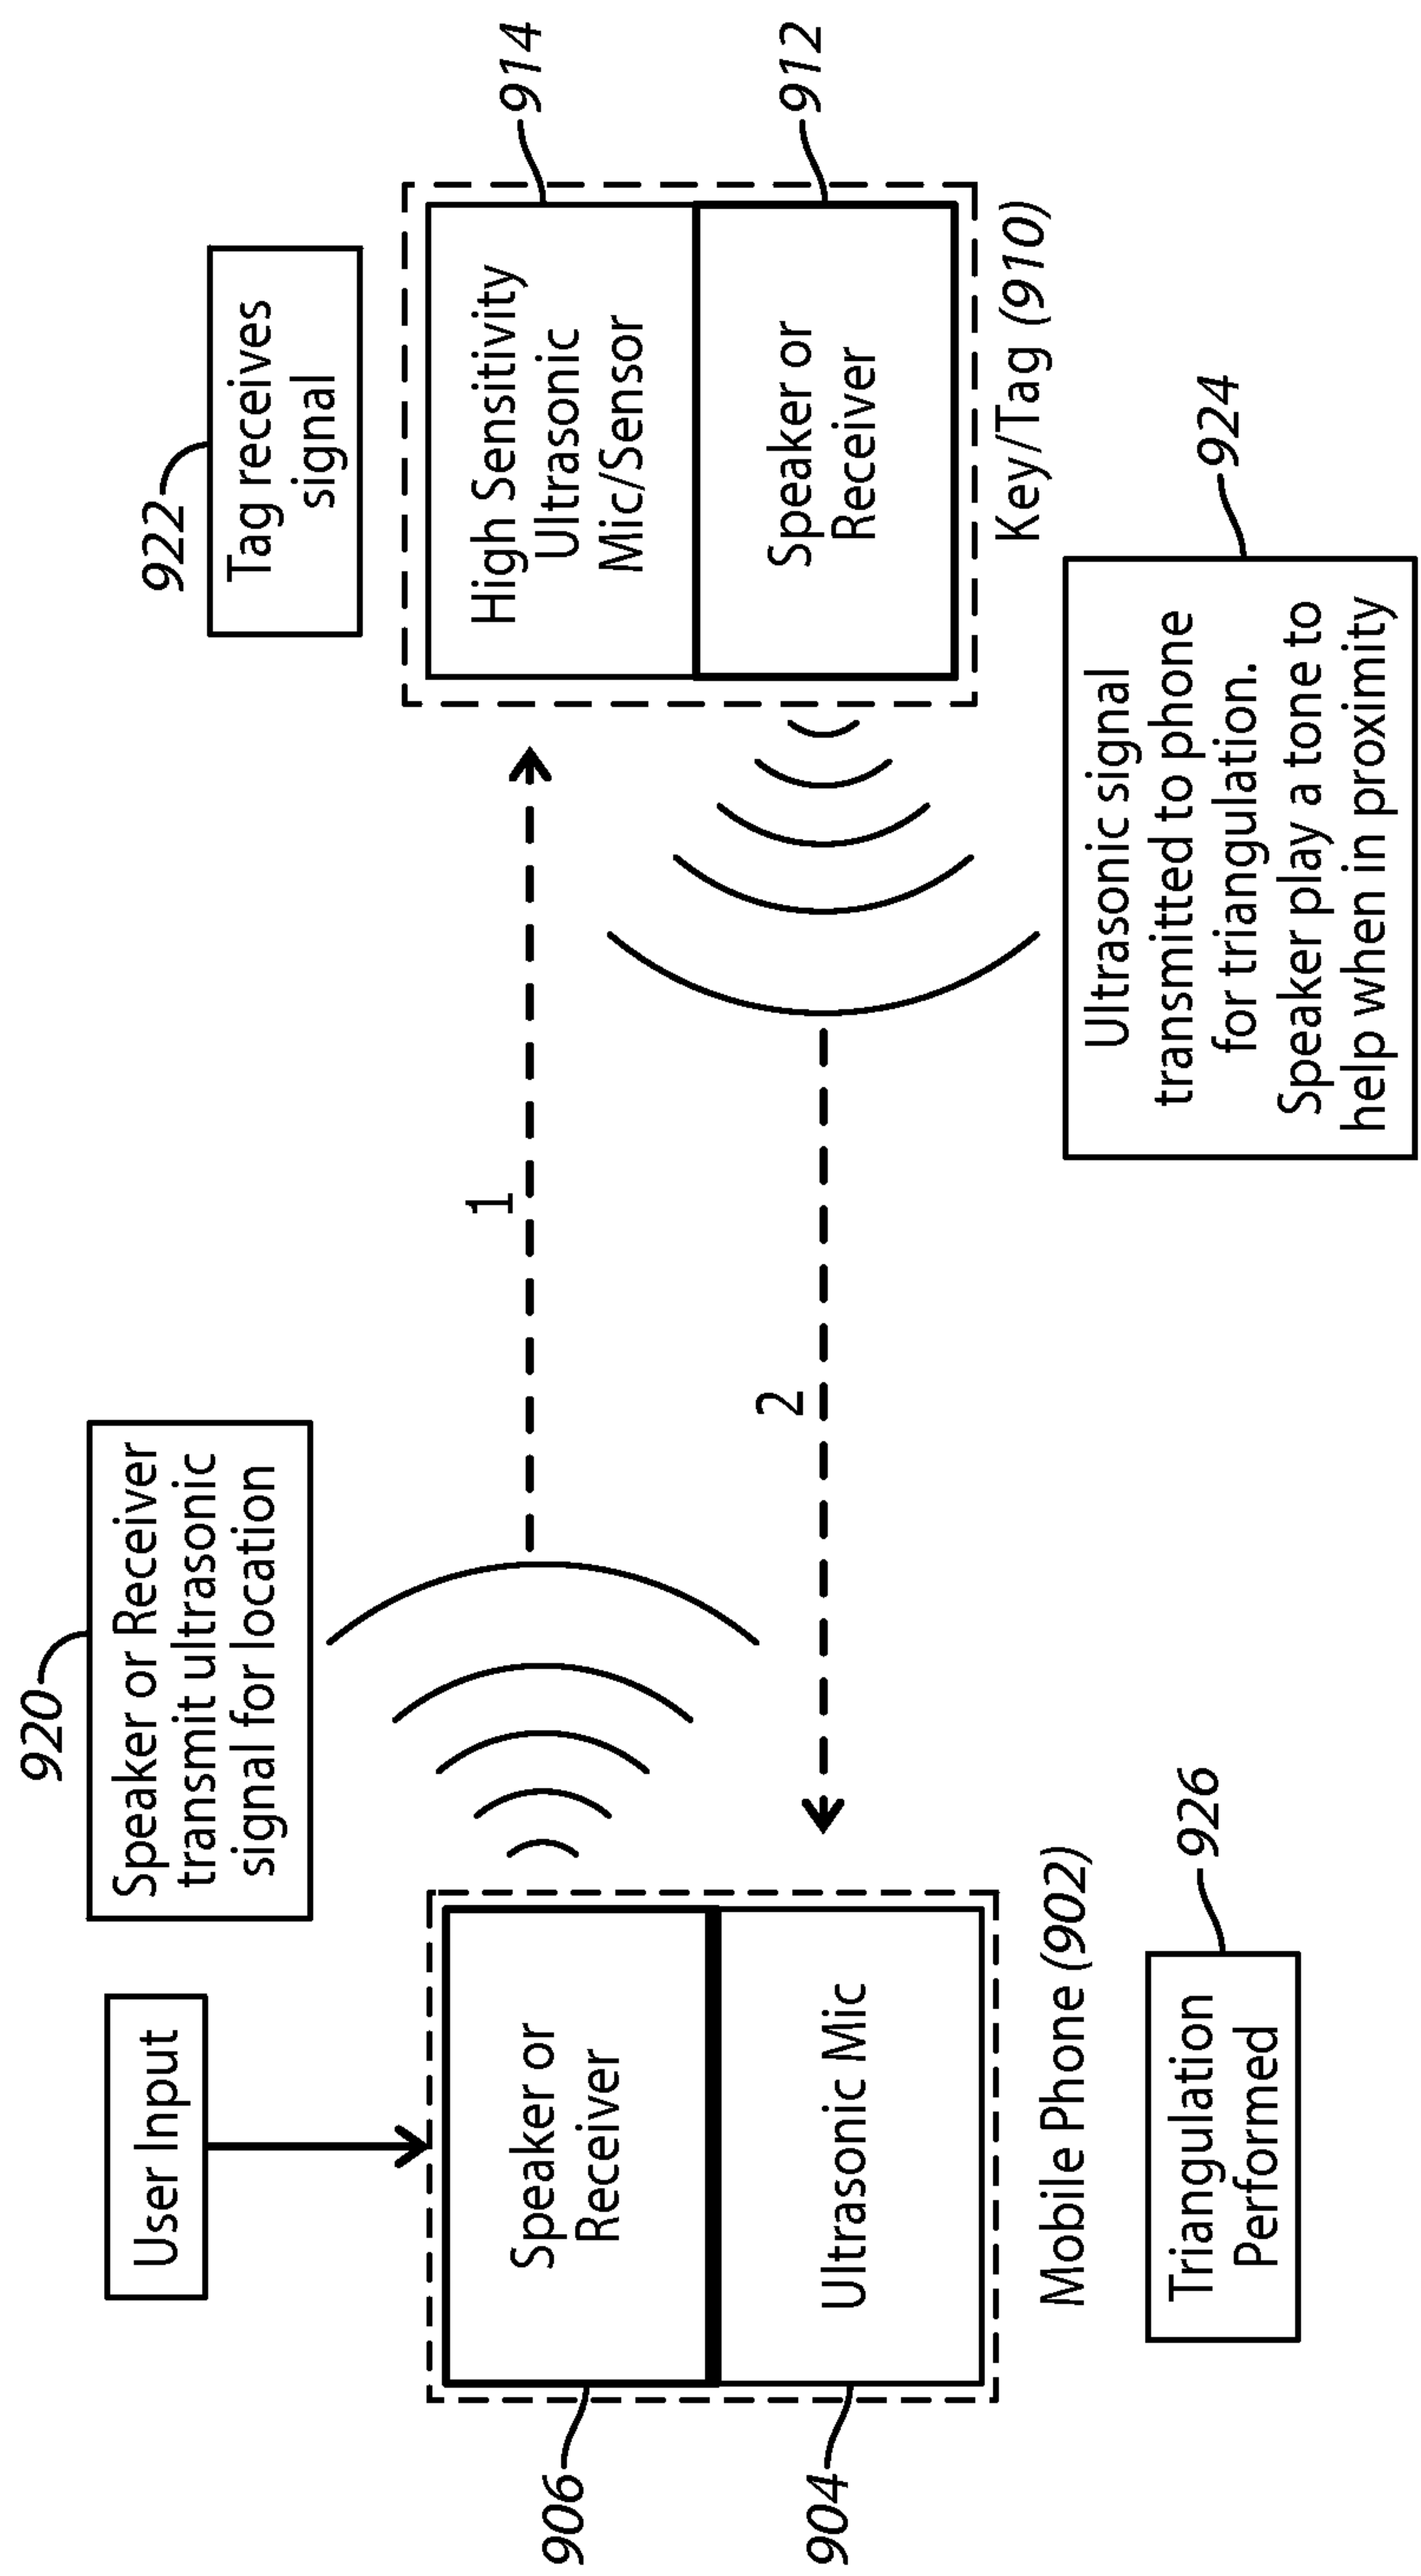 920
Speaker or Receiver
transmit ultrasonic
signal for location
922
Tag receives
signal
User Input
906
Speaker or
Receiver
904
Ultrasonic Mic
Mobile Phone (902)
Triangulation
Performed
926
1
2
High Sensitivity
Ultrasonic
Mic/Sensor
914
Speaker or
Receiver
912
Key/Tag (910)
Ultrasonic signal
transmitted to phone
for triangulation.
Speaker play a tone to
help when in proximity
924